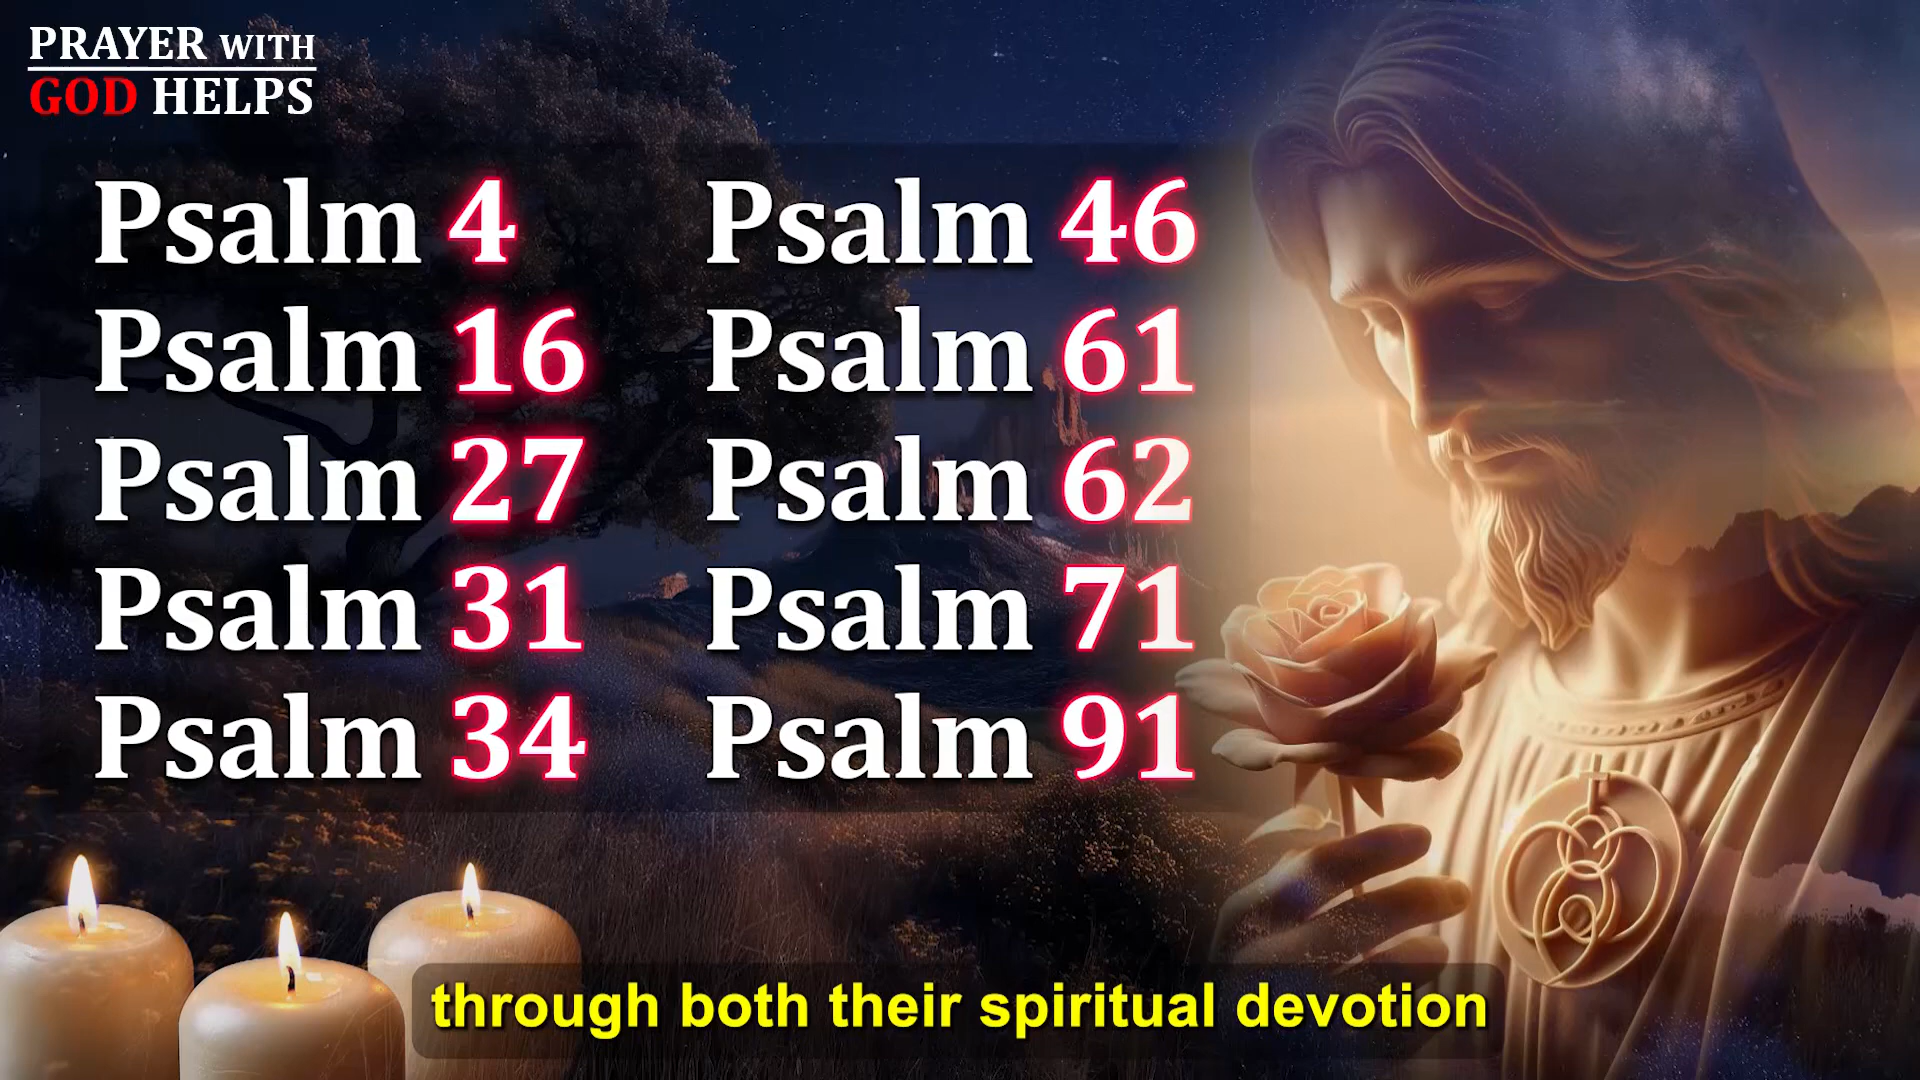 PRAYER WITH
GOD HELPS
Psalm 4
Psalm 16
Psalm 27
Psalm 31
Psalm 34
Psalm 46
Psalm 61
Psalm 62
Psalm 71
Psalm 91
through both their spiritual devotion